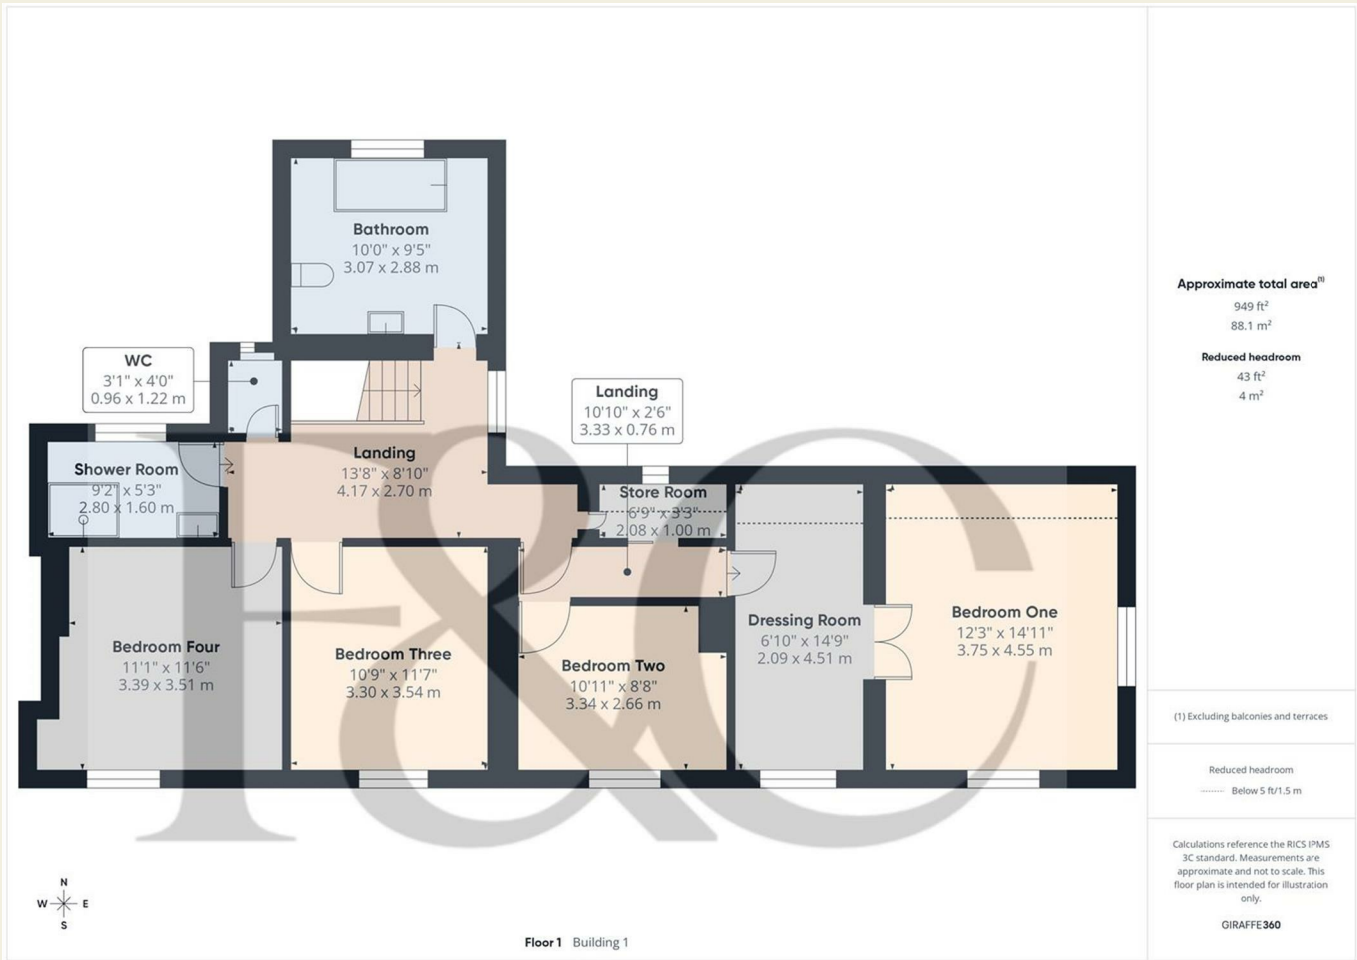 Bathroom
10'0" x 9'5"
3.07 x 2.88 m
WC
3'1" x 4'0"
0.96 x 1.22 m
Landing
10'10" x 2'6"
3.33 x 0.76 m
Landing
13'8" x 8'10"
4.17 x 2.70 m
Shower Room
9'2" x 5'3"
2.80 x 1.60 m
Store Room
6'9" x 3'3"
2.08 x 1.00 m
Bedroom Four
11'1" x 11'6"
3.39 x 3.51 m
Bedroom Three
10'9" x 11'7"
3.30 x 3.54 m
Bedroom Two
10'11" x 8'8"
3.34 x 2.66 m
Dressing Room
6'10" x 14'9"
2.09 x 4.51 m
Bedroom One
12'3" x 14'11"
3.75 x 4.55 m
F&C
N
W E
S
Floor 1 Building 1
Approximate total area(1)
949 ft²
88.1 m²
Reduced headroom
43 ft²
4 m²
(1) Excluding balconies and terraces
Reduced headroom
Below 5 ft/1.5 m
Calculations reference the RICS IPMS
3C standard. Measurements are
approximate and not to scale. This
floor plan is intended for illustration
only.
GIRAFFE360